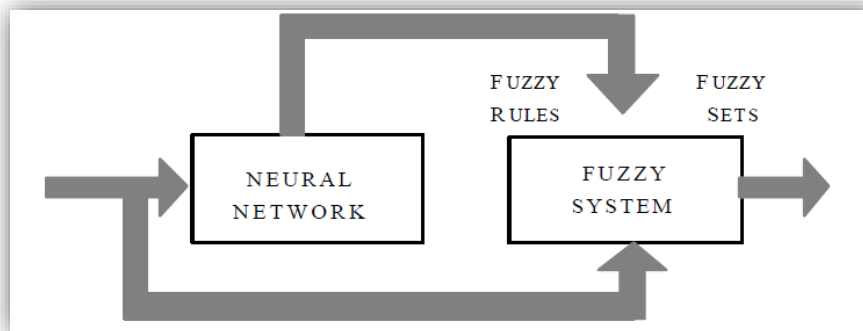 FUZZY
RULES
FUZZY
SETS
NEURAL
NETWORK
FUZZY
SYSTEM